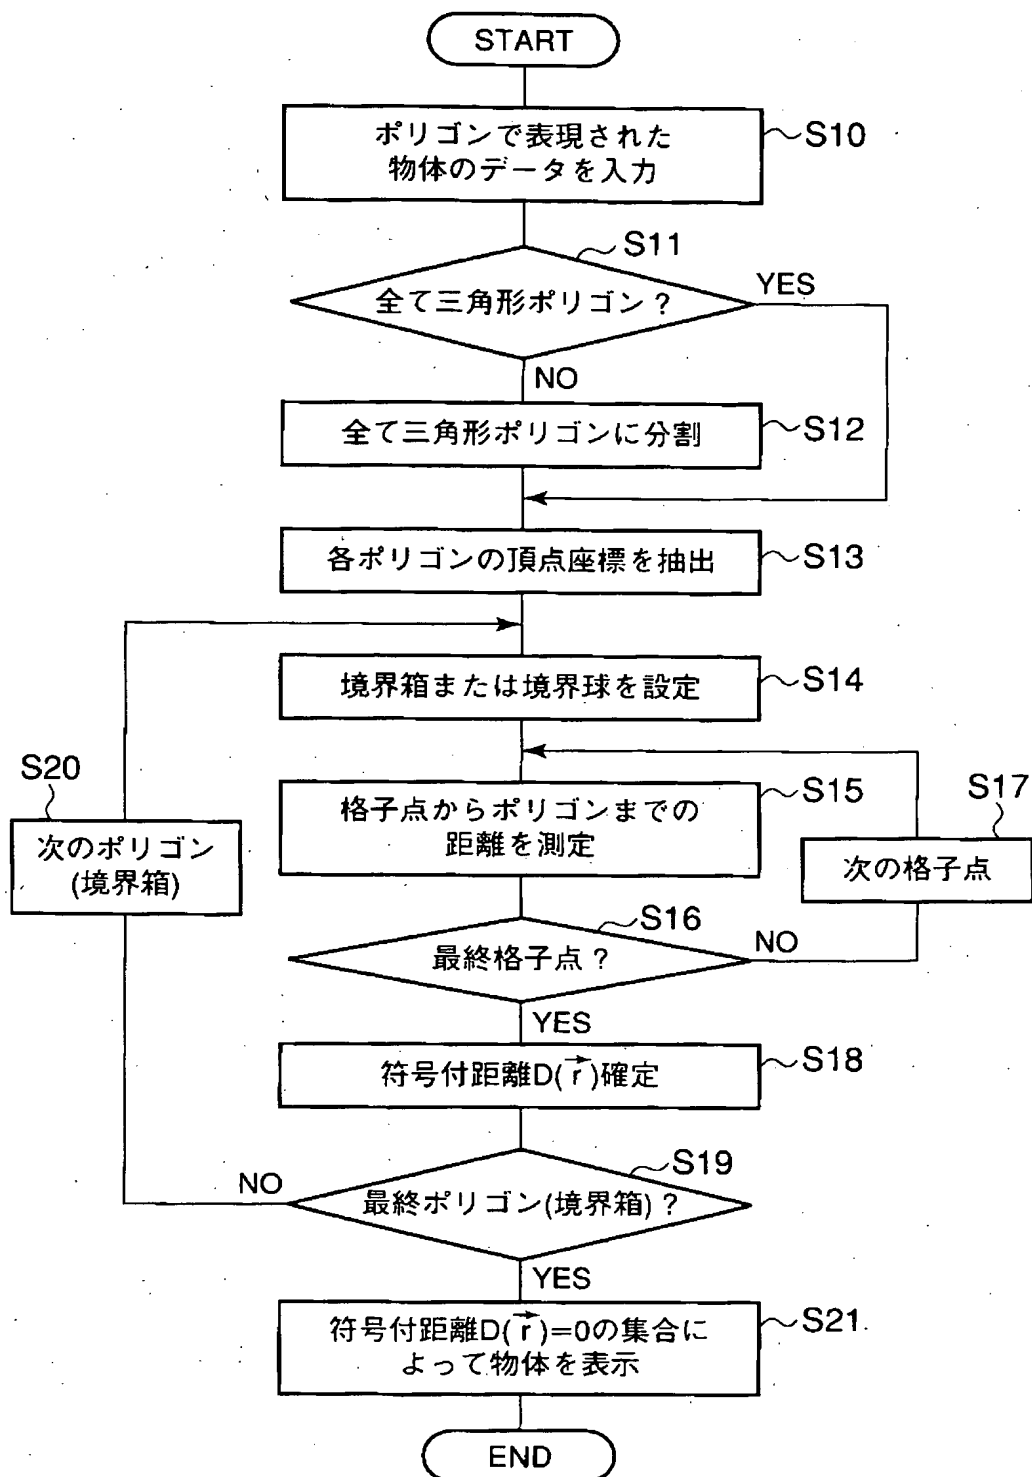 START
ポリゴンで表現された
物体のデータを入力
S10
S11
全て三角形ポリゴン？
YES
NO
全て三角形ポリゴンに分割
S12
各ポリゴンの頂点座標を抽出
S13
境界箱または境界球を設定
S14
S20
次のポリゴン
(境界箱)
格子点からポリゴンまでの
距離を測定
S15
S17
次の格子点
S16
最終格子点？
NO
YES
符号付距離D(r⃗)確定
S18
S19
NO
最終ポリゴン(境界箱)？
YES
符号付距離D(r⃗)=0の集合に
よって物体を表示
S21
END